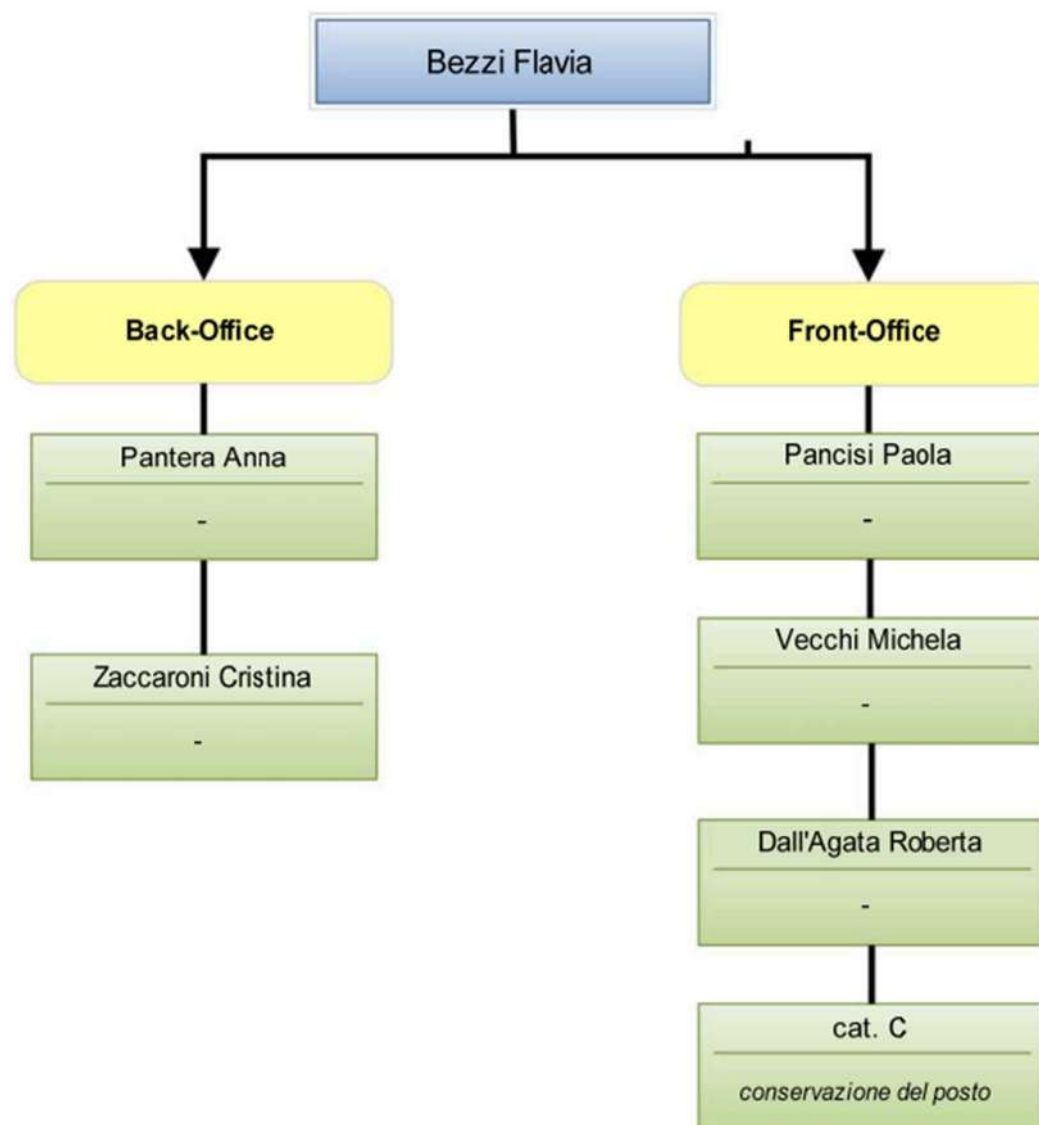 Bezzi Flavia
Back-Office
Pantera Anna
-
Zaccaroni Cristina
-
Front-Office
Pancisi Paola
-
Vecchi Michela
-
Dall'Agata Roberta
-
cat. C
conservazione del posto